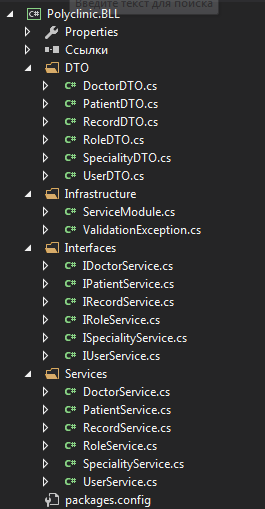 Введите текст для поиска
Polyclinic.BLL
Properties
Ссылки
DTO
DoctorDTO.cs
PatientDTO.cs
RecordDTO.cs
RoleDTO.cs
SpecialityDTO.cs
UserDTO.cs
Infrastructure
ServiceModule.cs
ValidationException.cs
Interfaces
IDoctorService.cs
IPatientService.cs
IRecordService.cs
IRoleService.cs
ISpecialityService.cs
IUserService.cs
Services
DoctorService.cs
PatientService.cs
RecordService.cs
RoleService.cs
SpecialityService.cs
UserService.cs
packages.config